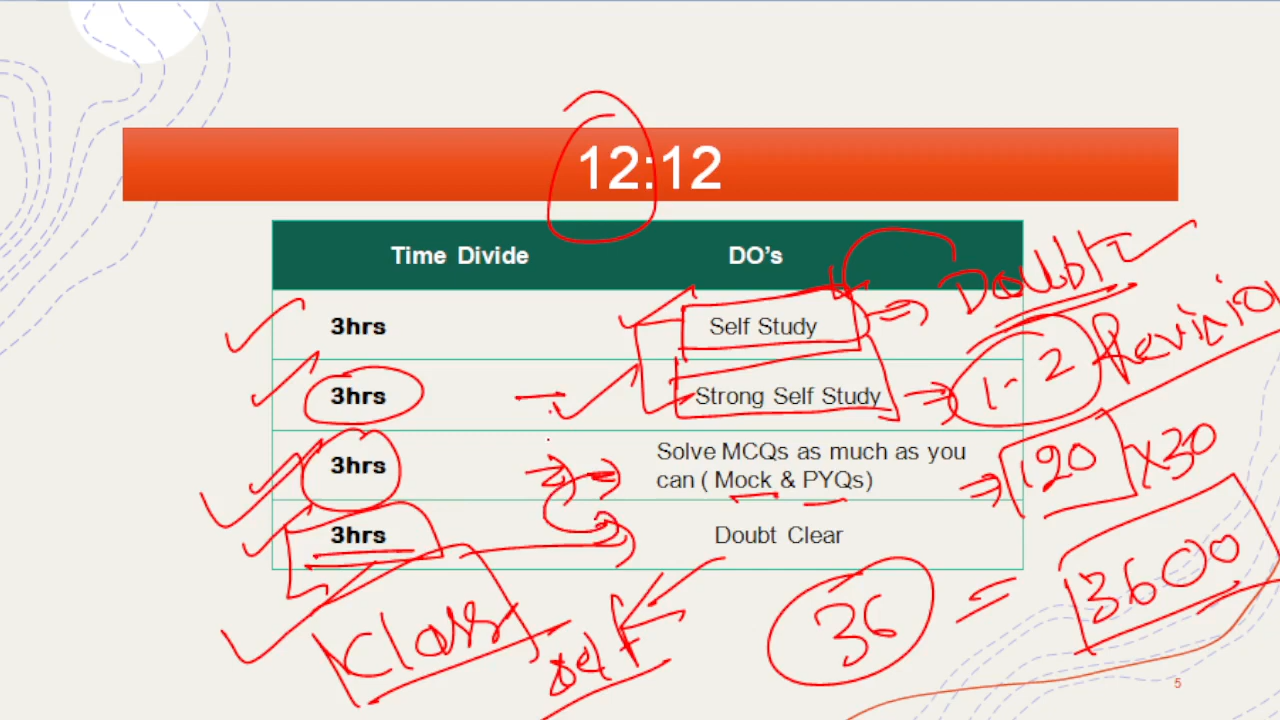 12:12
Time Divide DO's
3hrs Self Study
Doubt
3hrs Strong Self Study
1-2 Revision
3hrs Solve MCQs as much as you
can ( Mock & PYQs)
120 x30
3hrs Doubt Clear
= 3600
36
Class
self
5